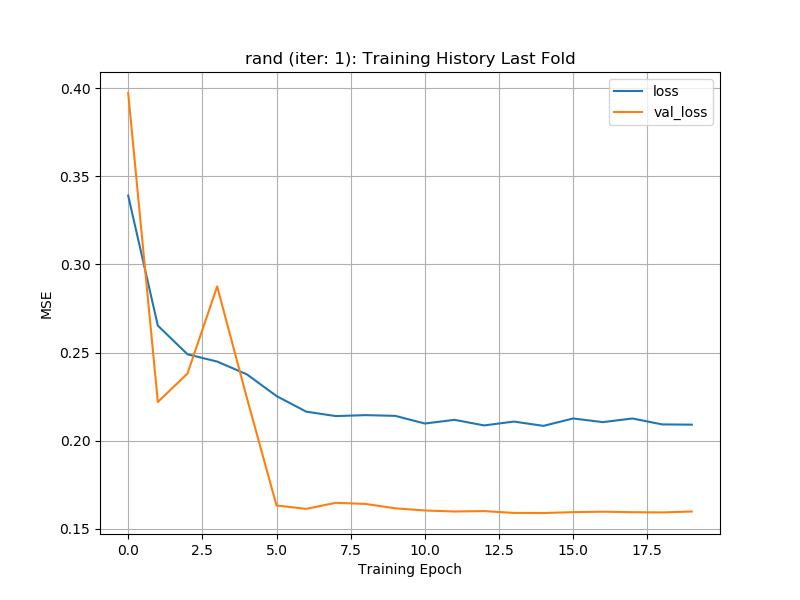 rand (iter: 1): Training History Last Fold
loss
val_loss
0.40
0.35
0.30
0.25
0.20
0.15
MSE
0.0 2.5 5.0 7.5 10.0 12.5 15.0 17.5
Training Epoch